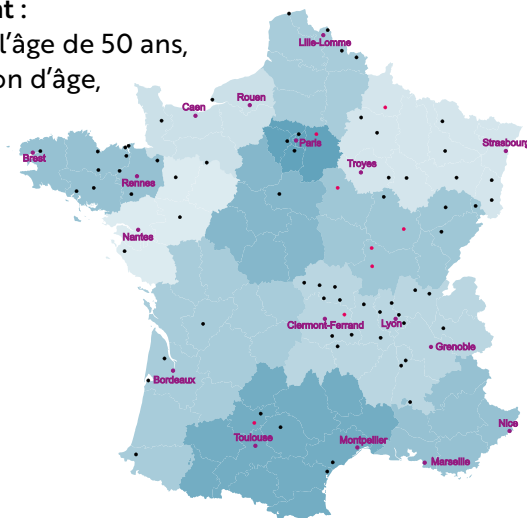 nt :
l'âge de 50 ans,
on d'âge,
Lille-Lomme
Rouen
Caen
Paris
Strasbourg
Brest
Troyes
Rennes
Nantes
Clermont-Ferrand
Lyon
Grenoble
Bordeaux
Nice
Toulouse
Montpellier
Marseille